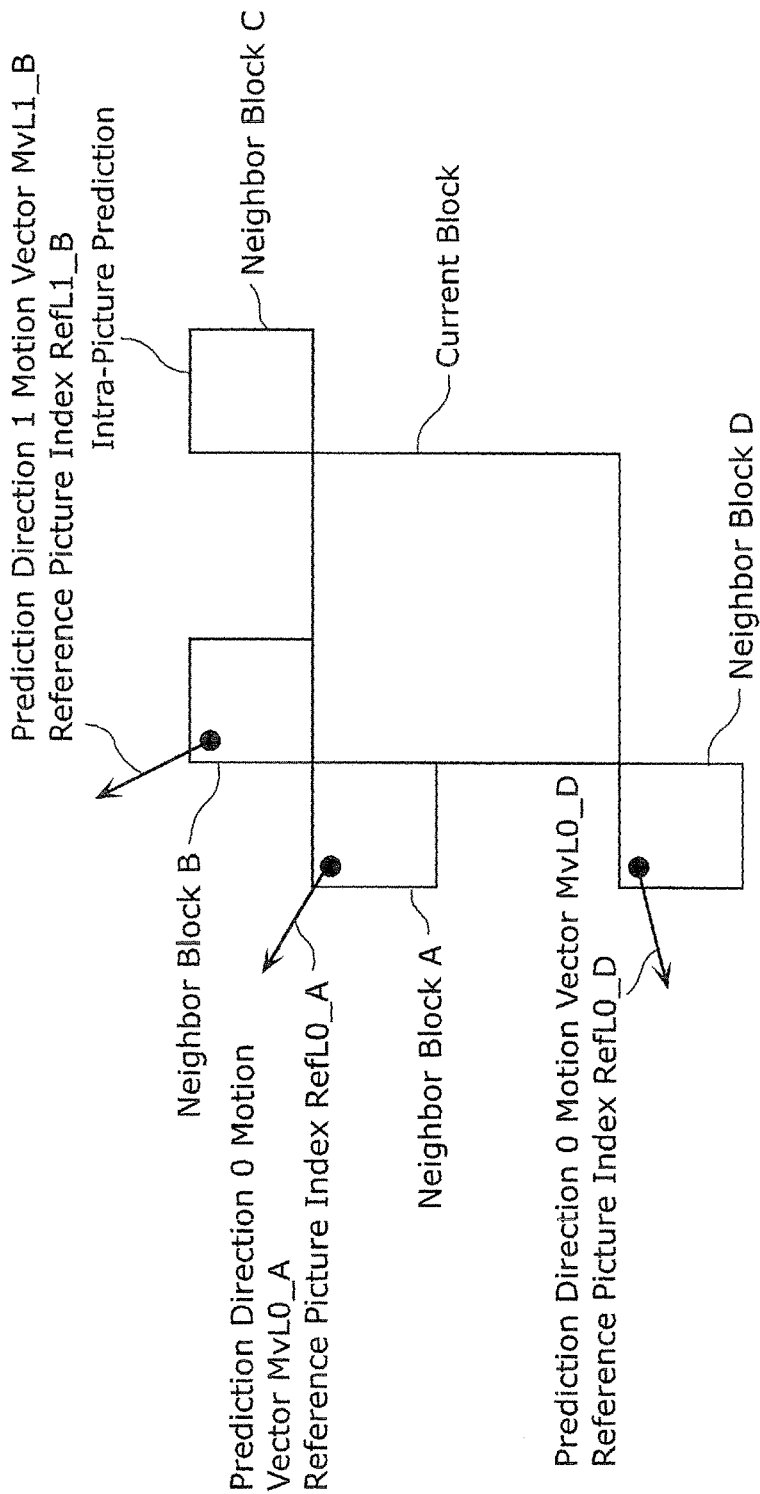 Prediction Direction 1 Motion Vector MvL1_B
Reference Picture Index RefL1_B
Intra-Picture Prediction
Neighbor Block C
Neighbor Block B
Prediction Direction 0 Motion
Vector MvL0_A
Reference Picture Index RefL0_A
Neighbor Block A
Current Block
Prediction Direction 0 Motion Vector MvL0_D
Reference Picture Index RefL0_D
Neighbor Block D